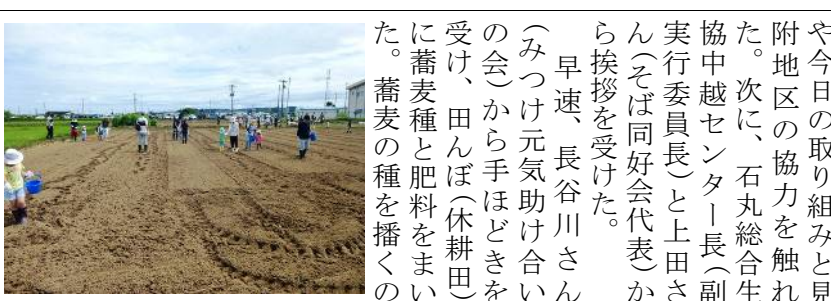 や今日の取り組みと見
附地区の協力を触れ
た。次に、石丸総合生
協中越センター長(副
実行委員長)と上田さ
ん(そば同好会代表)か
ら挨拶を受けた。
早速、長谷川さん
(みつけ元気助け合い
の会)から手ほどきを
受け、田んぼ(休耕田)
に蕎麦種と肥料をまい
た。蕎麦の種を播くの